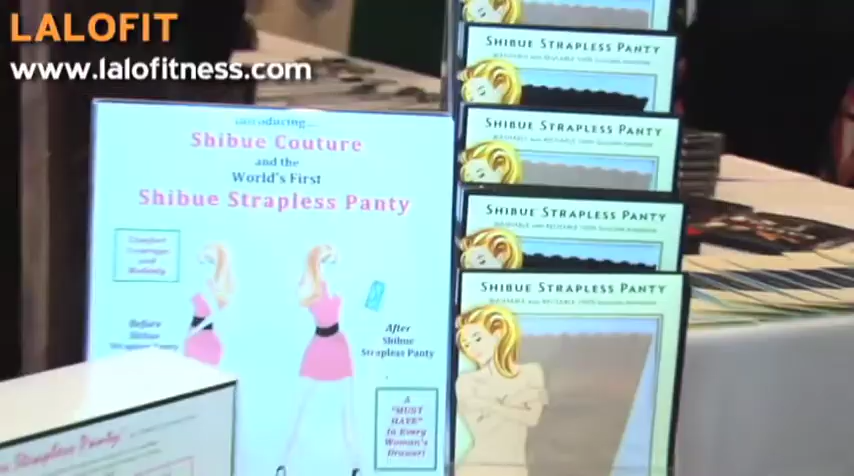 LALOFIT
www.lalofitness.com
introducing...
Shibue Couture
and the
World's First
Shibue Strapless Panty
Comfort
Coverage
and
Modesty
Before
Shibue
Strapless Panty
After
Shibue
Strapless Panty
A
"MUST
HAVE"
to Every
Woman's
Drawer!
SHIBUE STRAPLESS PANTY
SHIBUE STRAPLESS PANTY
SHIBUE STRAPLESS PANTY
SHIBUE STRAPLESS PANTY
Strapless Panty